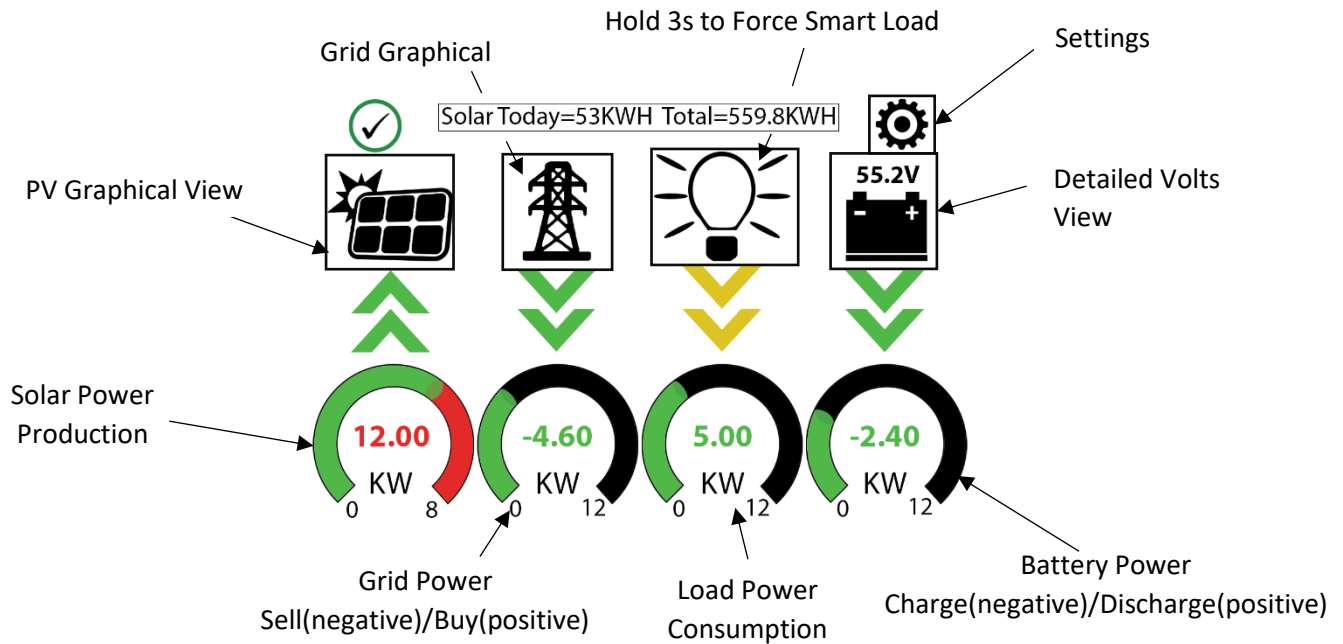 Hold 3s to Force Smart Load
Grid Graphical
Settings
Solar Today=53KWH Total=559.8KWH
PV Graphical View
55.2V
- +
Detailed Volts
View
Solar Power
Production
12.00
KW
0 8
-4.60
KW
0 12
5.00
KW
0 12
-2.40
KW
0 12
Grid Power
Sell(negative)/Buy(positive)
Load Power
Consumption
Battery Power
Charge(negative)/Discharge(positive)